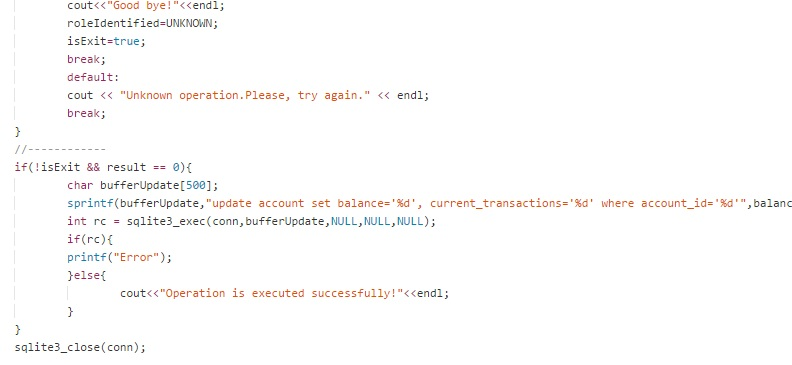 cout<<"Good bye!"<<endl;
roleIdentified=UNKNOWN;
isExit=true;
break;
default:
cout << "Unknown operation.Please, try again." << endl;
break;
}
//------------
if(!isExit && result == 0){
char bufferUpdate[500];
sprintf(bufferUpdate,"update account set balance='%d', current_transactions='%d' where account_id='%d'",balanc
int rc = sqlite3_exec(conn,bufferUpdate,NULL,NULL,NULL);
if(rc){
printf("Error");
}else{
cout<<"Operation is executed successfully!"<<endl;
}
}
sqlite3_close(conn);